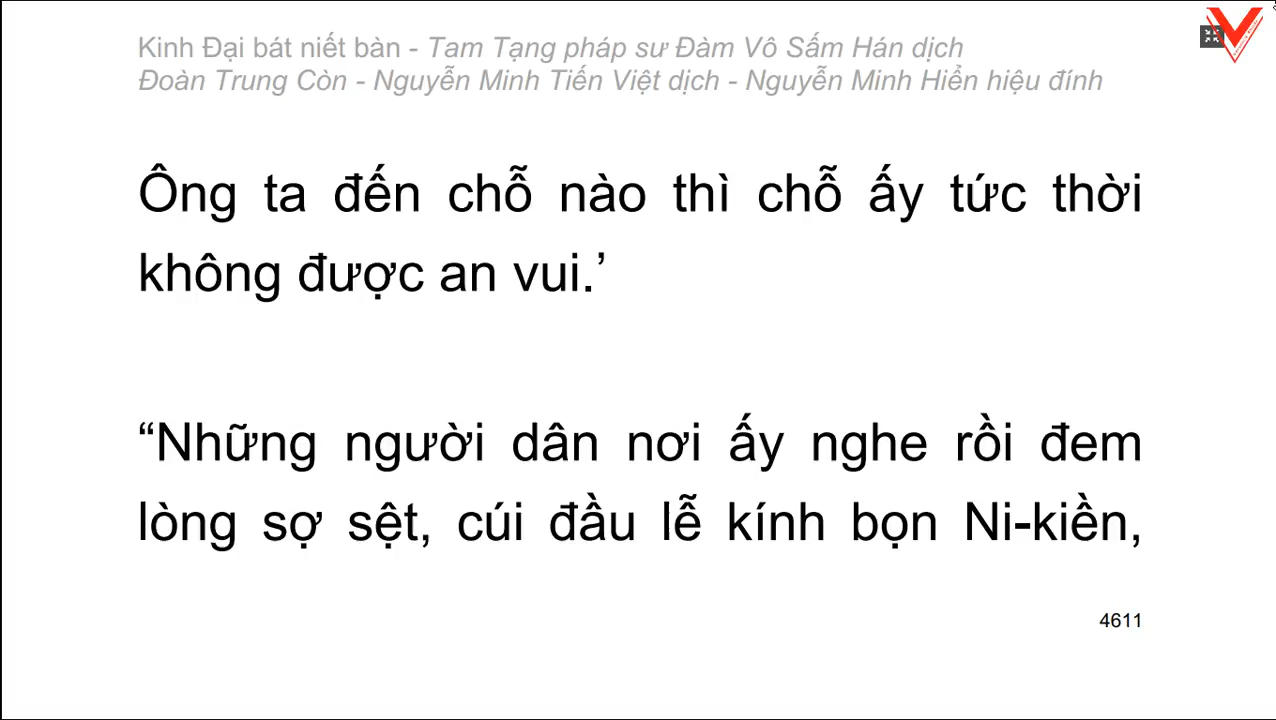 Kinh Đại bát niết bàn - Tam Tạng pháp sư Đàm Vô Sấm Hán dịch
Đoàn Trung Còn - Nguyễn Minh Tiến Việt dịch - Nguyễn Minh Hiển hiệu đính
Ông ta đến chỗ nào thì chỗ ấy tức thời
không được an vui.’
“Những người dân nơi ấy nghe rồi đem
lòng sợ sệt, cúi đầu lễ kính bọn Ni-kiền,
4611